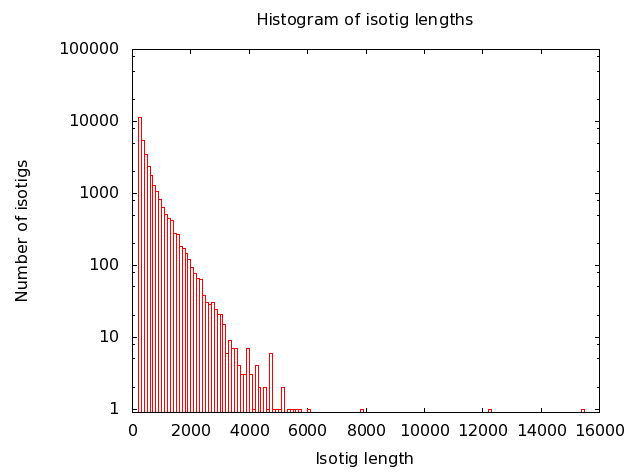 Histogram of isotig lengths
100000
10000
1000
100
10
1
Number of isotigs
0 2000 4000 6000 8000 10000 12000 14000 16000
Isotig length